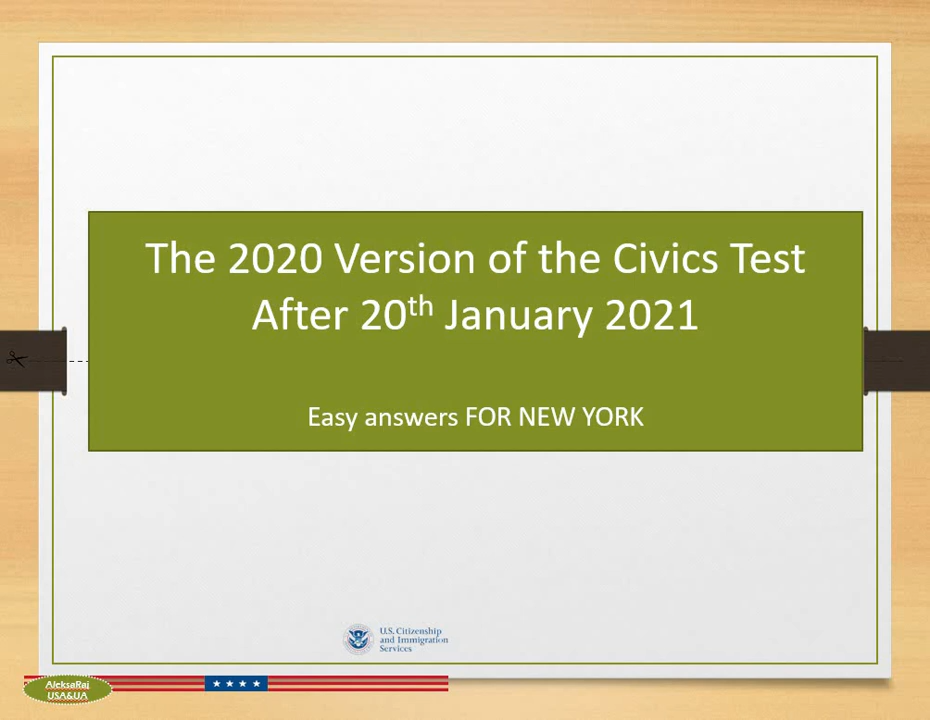 The 2020 Version of the Civics Test
After 20th January 2021
Easy answers FOR NEW YORK
U.S. Citizenship
and Immigration
Services
AleksaRaj
USA&UA